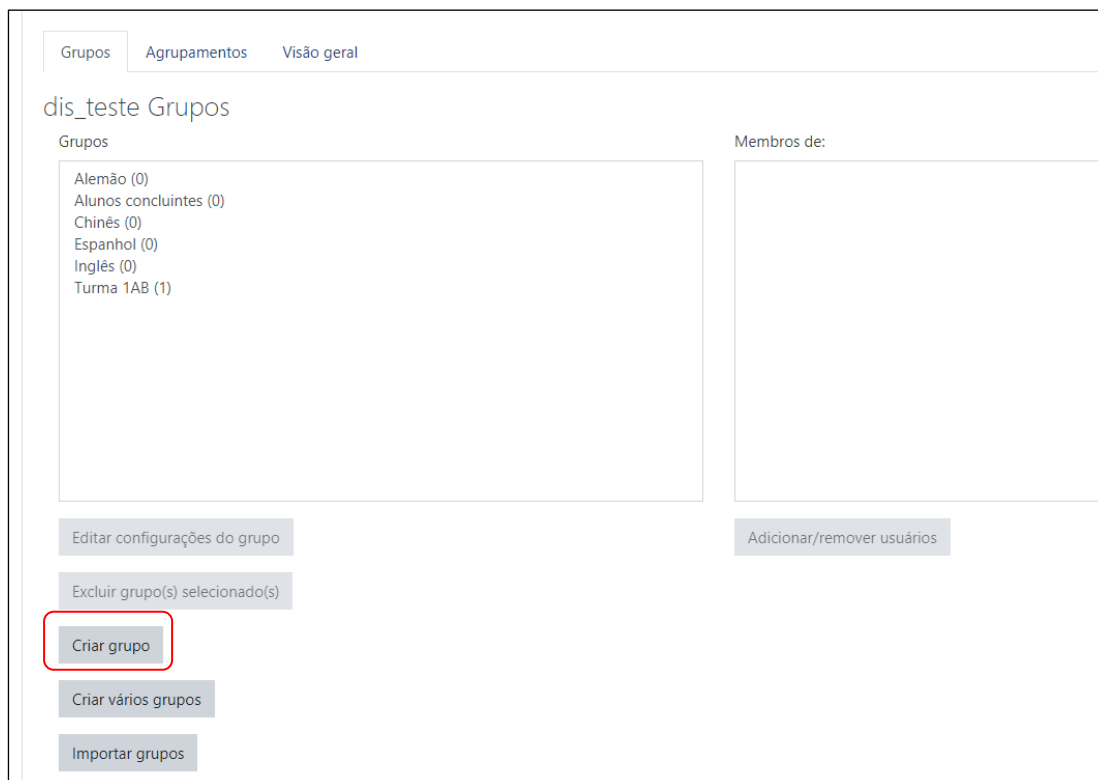 Grupos Agrupamentos Visão geral
dis_teste Grupos
Grupos
Alemão (0)
Alunos concluintes (0)
Chinês (0)
Espanhol (0)
Inglês (0)
Turma 1AB (1)
Editar configurações do grupo
Excluir grupo(s) selecionado(s)
Criar grupo
Criar vários grupos
Importar grupos
Membros de:
Adicionar/remover usuários